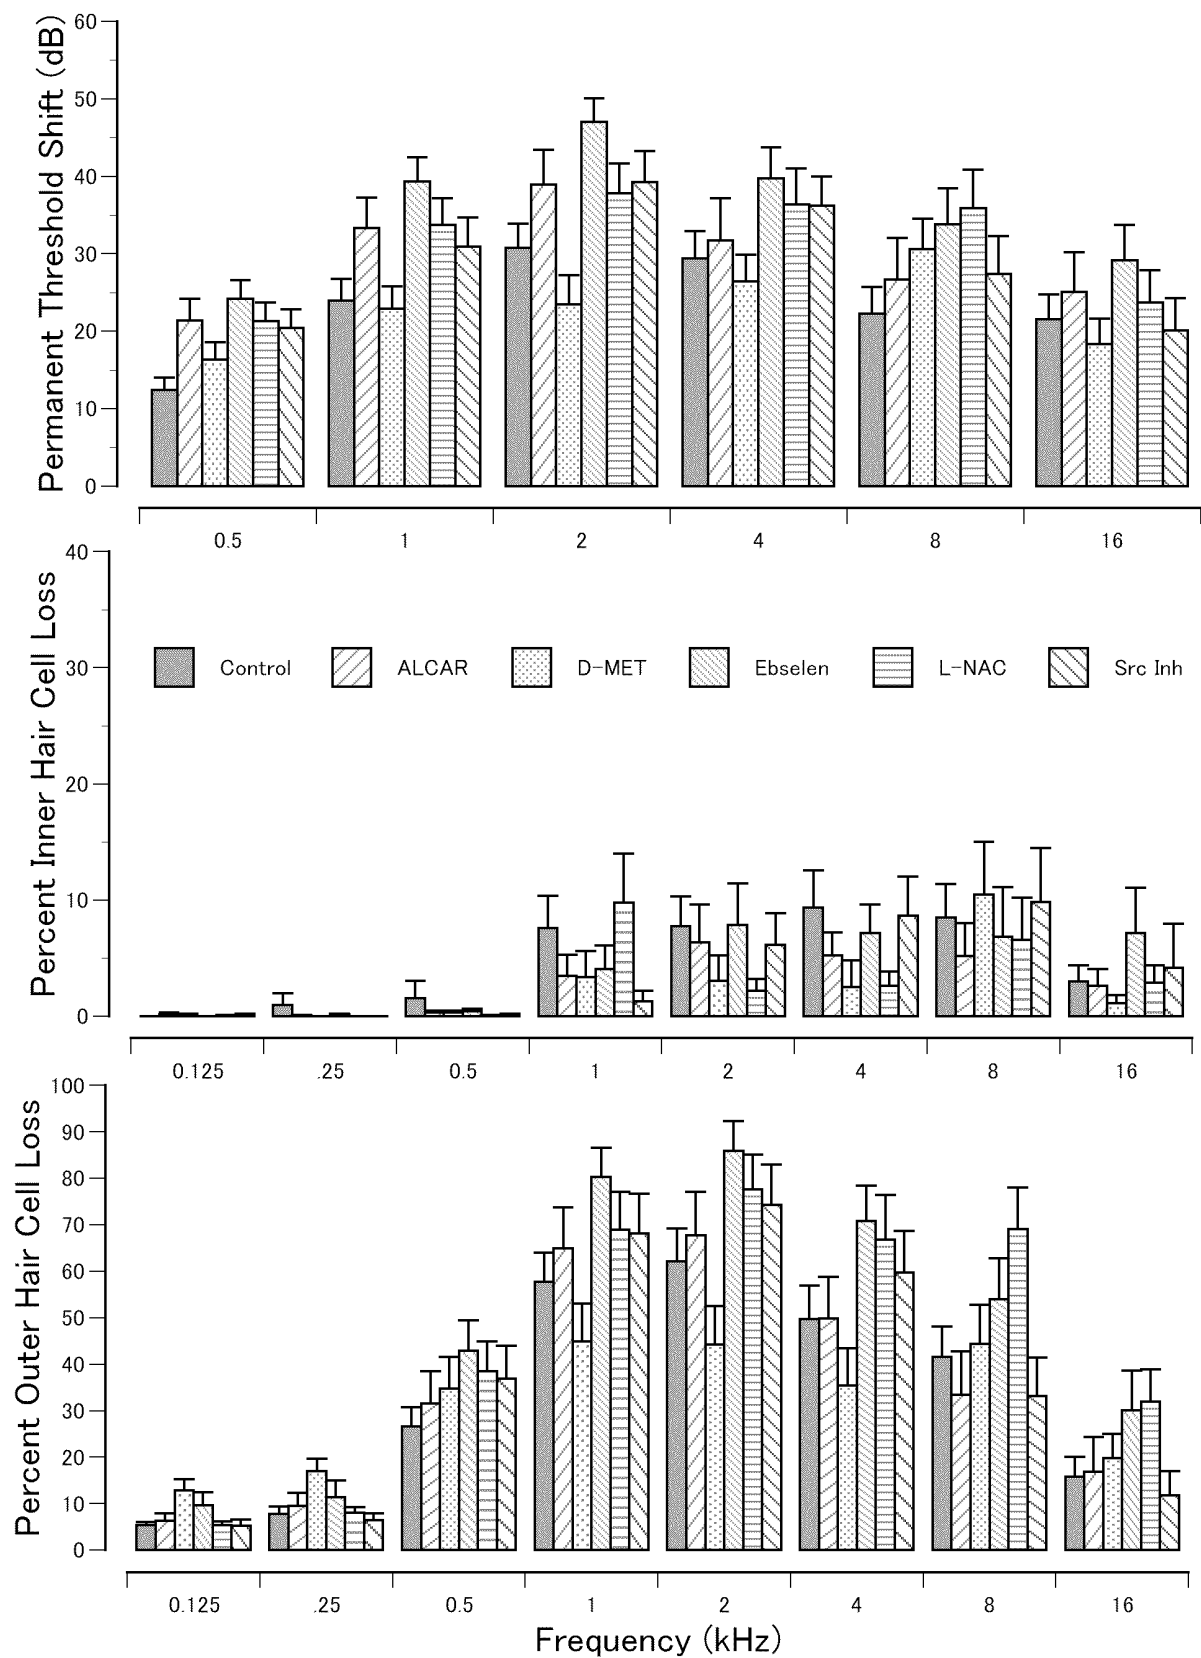 Permanent Threshold Shift (dB)
60
50
40
30
20
10
0
0.5 1 2 4 8 16
Percent Inner Hair Cell Loss
40
30
20
10
0
Control ALCAR D-MET Ebselen L-NAC Src Inh
0.125 .25 0.5 1 2 4 8 16
Percent Outer Hair Cell Loss
100
90
80
70
60
50
40
30
20
10
0
0.125 .25 0.5 1 2 4 8 16
Frequency (kHz)